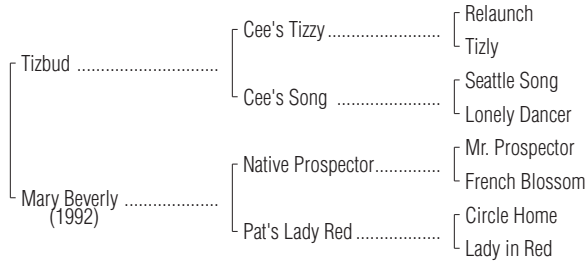 Relaunch
Cee's Tizzy ........................
Tizly
Tizbud ..............................
Seattle Song
Cee's Song ......................
Lonely Dancer
Mr. Prospector
Native Prospector..............
French Blossom
Mary Beverly ....................
(1992)
Circle Home
Pat's Lady Red ..................
Lady in Red